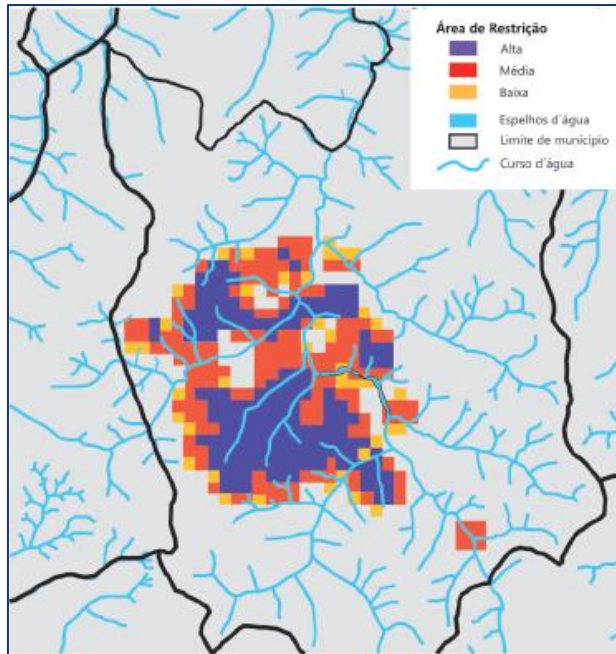 Área de Restrição
Alta
Média
Baixa
Espelhos d´água
Limite de município
Curso d´água